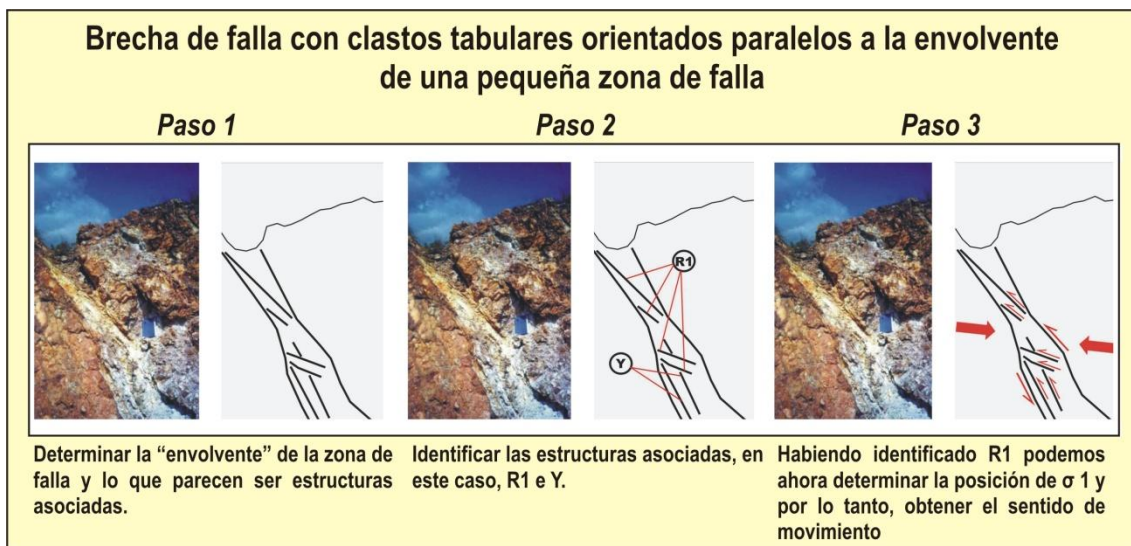 Brecha de falla con clastos tabulares orientados paralelos a la envolvente
de una pequeña zona de falla
Paso 1
Paso 2
Paso 3
R1
Y
Determinar la “envolvente” de la zona de
falla y lo que parecen ser estructuras
asociadas.
Identificar las estructuras asociadas, en
este caso, R1 e Y.
Habiendo identificado R1 podemos
ahora determinar la posición de σ 1 y
por lo tanto, obtener el sentido de
movimiento